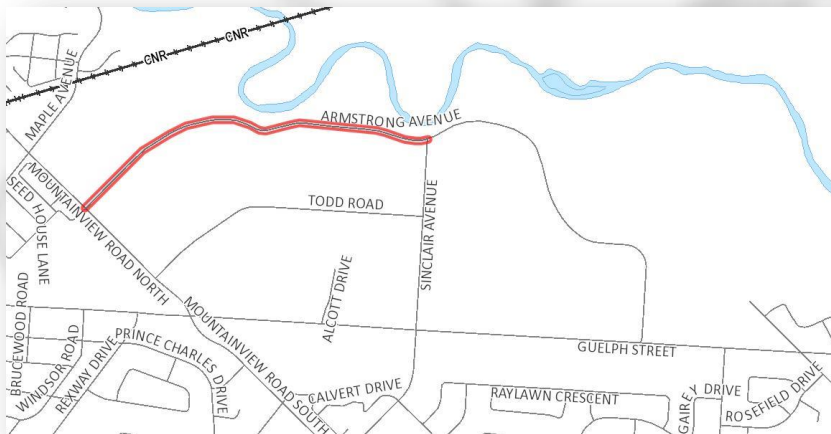 CNR
CNR
MAPLE AVENUE
ARMSTRONG AVENUE
MOUNTAINVIEW ROAD NORTH
SEED HOUSE LANE
TODD ROAD
SINCLAIR AVENUE
ALCOTT DRIVE
BRUCEWOOD ROAD
WINDSOR ROAD
REXWAY DRIVE
PRINCE CHARLES DRIVE
MOUNTAINVIEW ROAD SOUTH
GUELPH STREET
CALVERT DRIVE
RAYLAWN CRESCENT
GAIREY DRIVE
ROSEFIELD DRIVE